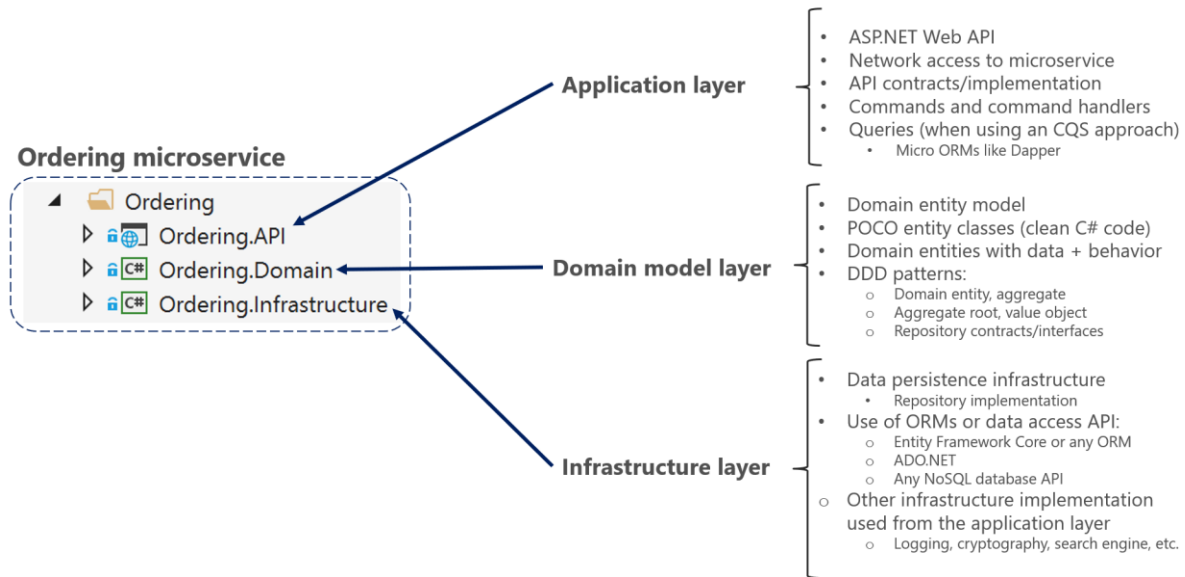 Ordering microservice
Ordering
Ordering.API
C# Ordering.Domain
C# Ordering.Infrastructure
Application layer
• ASP.NET Web API
• Network access to microservice
• API contracts/implementation
• Commands and command handlers
• Queries (when using an CQS approach)
• Micro ORMs like Dapper
Domain model layer
• Domain entity model
• POCO entity classes (clean C# code)
• Domain entities with data + behavior
• DDD patterns:
o Domain entity, aggregate
o Aggregate root, value object
o Repository contracts/interfaces
Infrastructure layer
• Data persistence infrastructure
• Repository implementation
• Use of ORMs or data access API:
o Entity Framework Core or any ORM
o ADO.NET
o Any NoSQL database API
o Other infrastructure implementation
used from the application layer
o Logging, cryptography, search engine, etc.